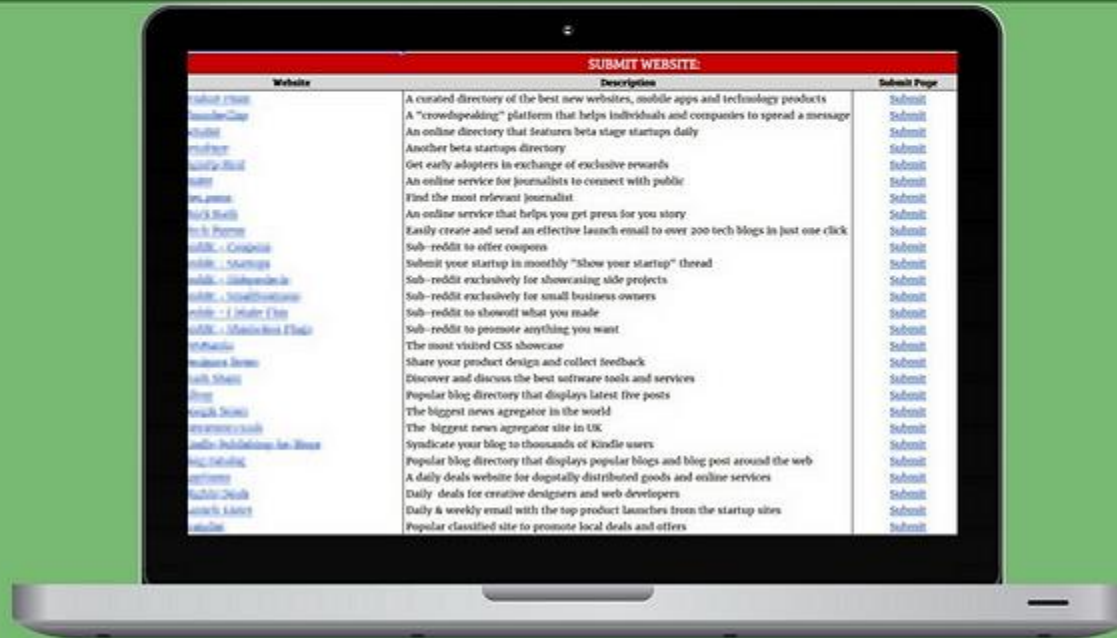 SUBMIT WEBSITE:
Website Description Submit Page
A curated directory of the best new websites, mobile apps and technology products Submit
A "crowdspeaking" platform that helps individuals and companies to spread a message Submit
An online directory that features beta stage startups daily Submit
Another beta startups directory Submit
Get early adopters in exchange of exclusive rewards Submit
An online service for journalists to connect with public Submit
Find the most relevant journalist Submit
An online service that helps you get press for you story Submit
Easily create and send an effective launch email to over 200 tech blogs in just one click Submit
Sub-reddit to offer coupons Submit
Submit your startup in monthly "Show your startup" thread Submit
Sub-reddit exclusively for showcasing side projects Submit
Sub-reddit exclusively for small business owners Submit
Sub-reddit to showoff what you made Submit
Sub-reddit to promote anything you want Submit
The most visited CSS showcase Submit
Share your product design and collect feedback Submit
Discover and discuss the best software tools and services Submit
Popular blog directory that displays latest five posts Submit
The biggest news agregator in the world Submit
The biggest news agregator site in UK Submit
Syndicate your blog to thousands of Kindle users Submit
Popular blog directory that displays popular blogs and blog post around the web Submit
A daily deals website for dogotally distributed goods and online services Submit
Daily deals for creative designers and web developers Submit
Daily & weekly email with the top product launches from the startup sites Submit
Popular classified site to promote local deals and offers Submit